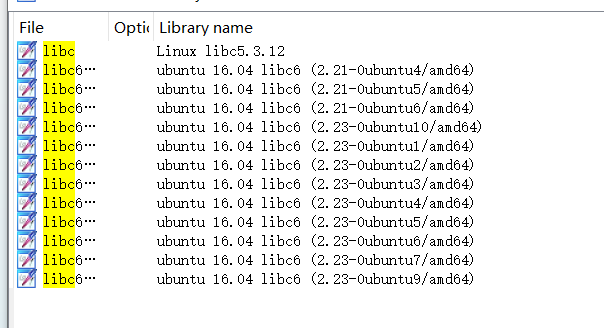 File Optic Library name
libc Linux libc5.3.12
libc6… ubuntu 16.04 libc6 (2.21-0ubuntu4/amd64)
libc6… ubuntu 16.04 libc6 (2.21-0ubuntu5/amd64)
libc6… ubuntu 16.04 libc6 (2.21-0ubuntu6/amd64)
libc6… ubuntu 16.04 libc6 (2.23-0ubuntu10/amd64)
libc6… ubuntu 16.04 libc6 (2.23-0ubuntu1/amd64)
libc6… ubuntu 16.04 libc6 (2.23-0ubuntu2/amd64)
libc6… ubuntu 16.04 libc6 (2.23-0ubuntu3/amd64)
libc6… ubuntu 16.04 libc6 (2.23-0ubuntu4/amd64)
libc6… ubuntu 16.04 libc6 (2.23-0ubuntu5/amd64)
libc6… ubuntu 16.04 libc6 (2.23-0ubuntu6/amd64)
libc6… ubuntu 16.04 libc6 (2.23-0ubuntu7/amd64)
libc6… ubuntu 16.04 libc6 (2.23-0ubuntu9/amd64)